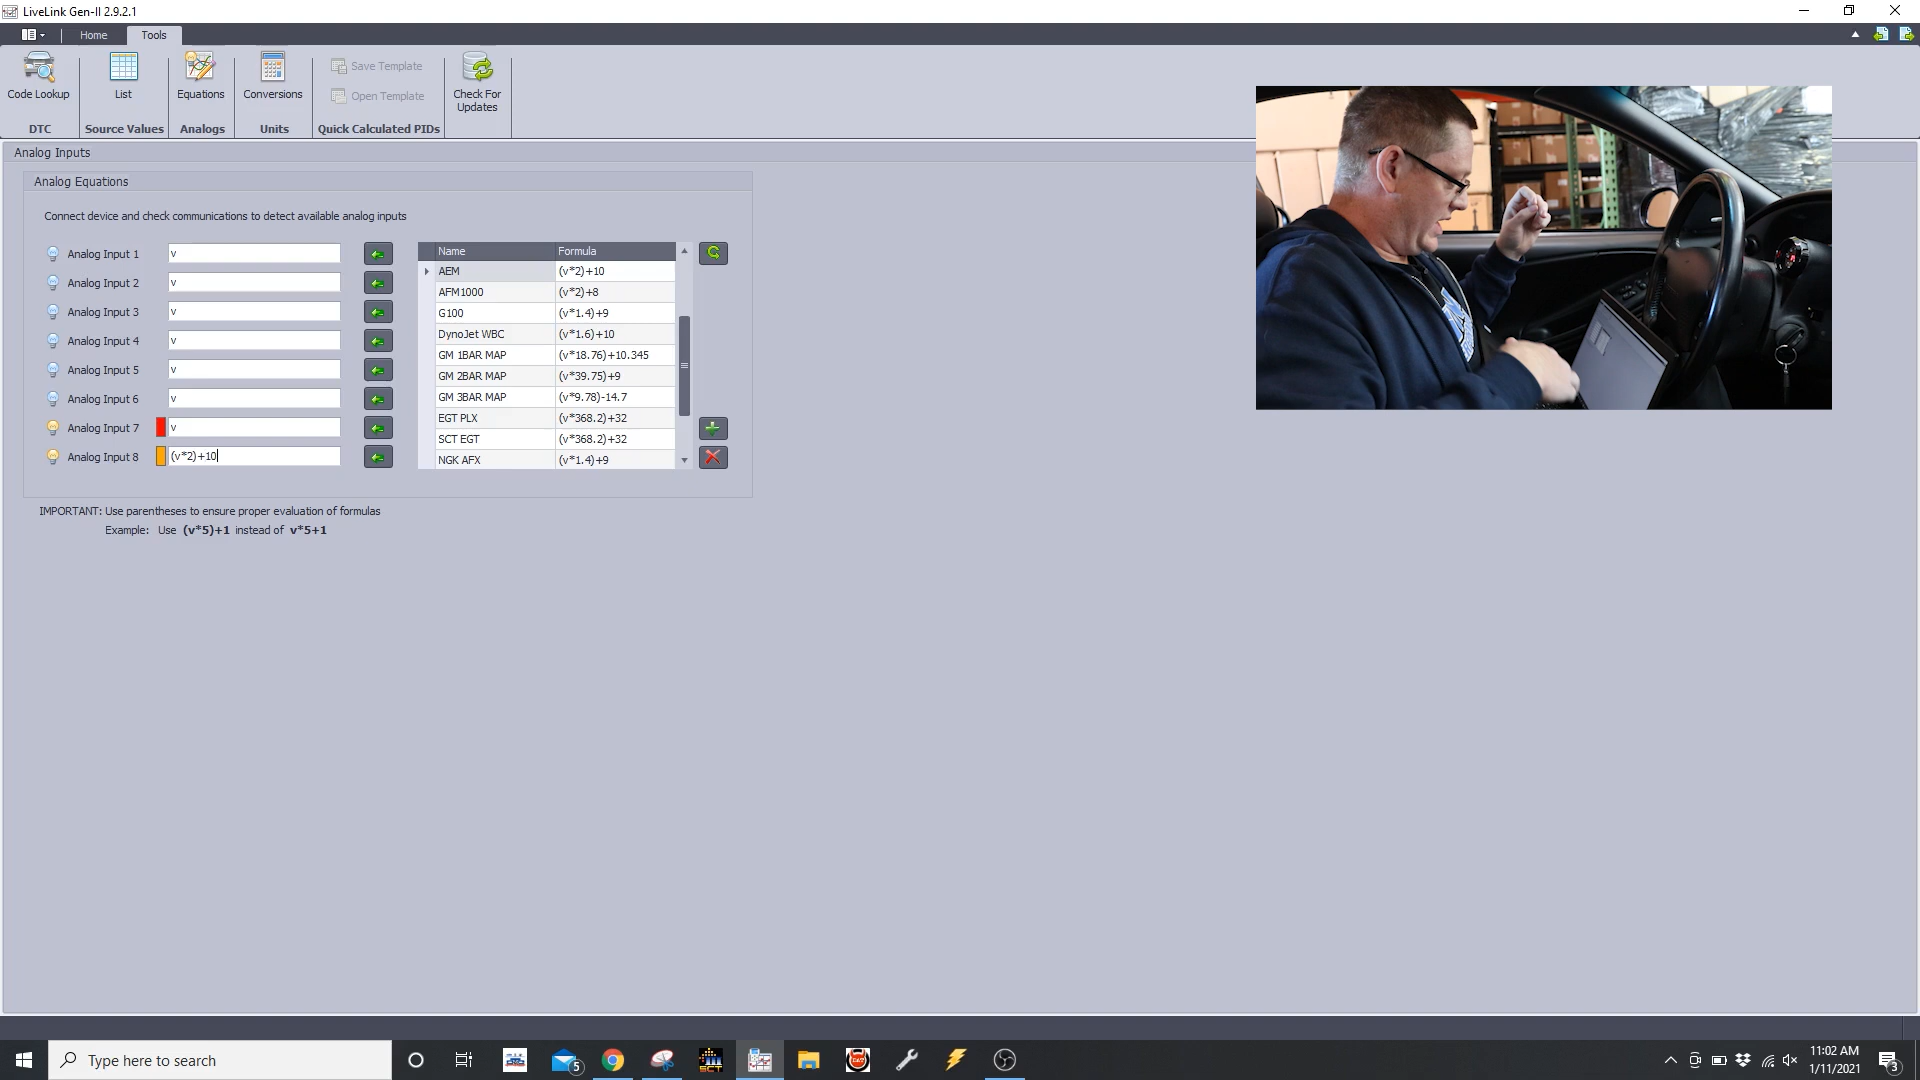 LiveLink Gen-II 2.9.2.1
Home Tools
Code Lookup List Equations Conversions Save Template Open Template Check For Updates
DTC Source Values Analogs Units Quick Calculated PIDs
Analog Inputs
Analog Equations
Connect device and check communications to detect available analog inputs
Analog Input 1 v
Analog Input 2 v
Analog Input 3 v
Analog Input 4 v
Analog Input 5 v
Analog Input 6 v
Analog Input 7 v
Analog Input 8 (v*2)+10
Name Formula
AEM (v*2)+10
AFM1000 (v*2)+8
G100 (v*1.4)+9
DynoJet WBC (v*1.6)+10
GM 1BAR MAP (v*18.76)+10.345
GM 2BAR MAP (v*39.75)+9
GM 3BAR MAP (v*9.78)-14.7
EGT PLX (v*368.2)+32
SCT EGT (v*368.2)+32
NGK AFX (v*1.4)+9
IMPORTANT: Use parentheses to ensure proper evaluation of formulas
Example: Use (v*5)+1 instead of v*5+1
Type here to search
5
SCT
11:02 AM
1/11/2021
3